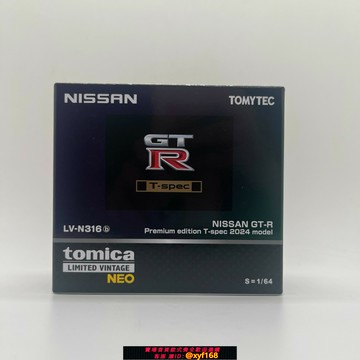 NISSAN
TOMYTEC
GT
R
T-spec
NISSAN GT-R
LV-N316 b
Premium edition T-spec 2024 model
tomica
LIMITED VINTAGE
NEO
S=1/64
@xyf168